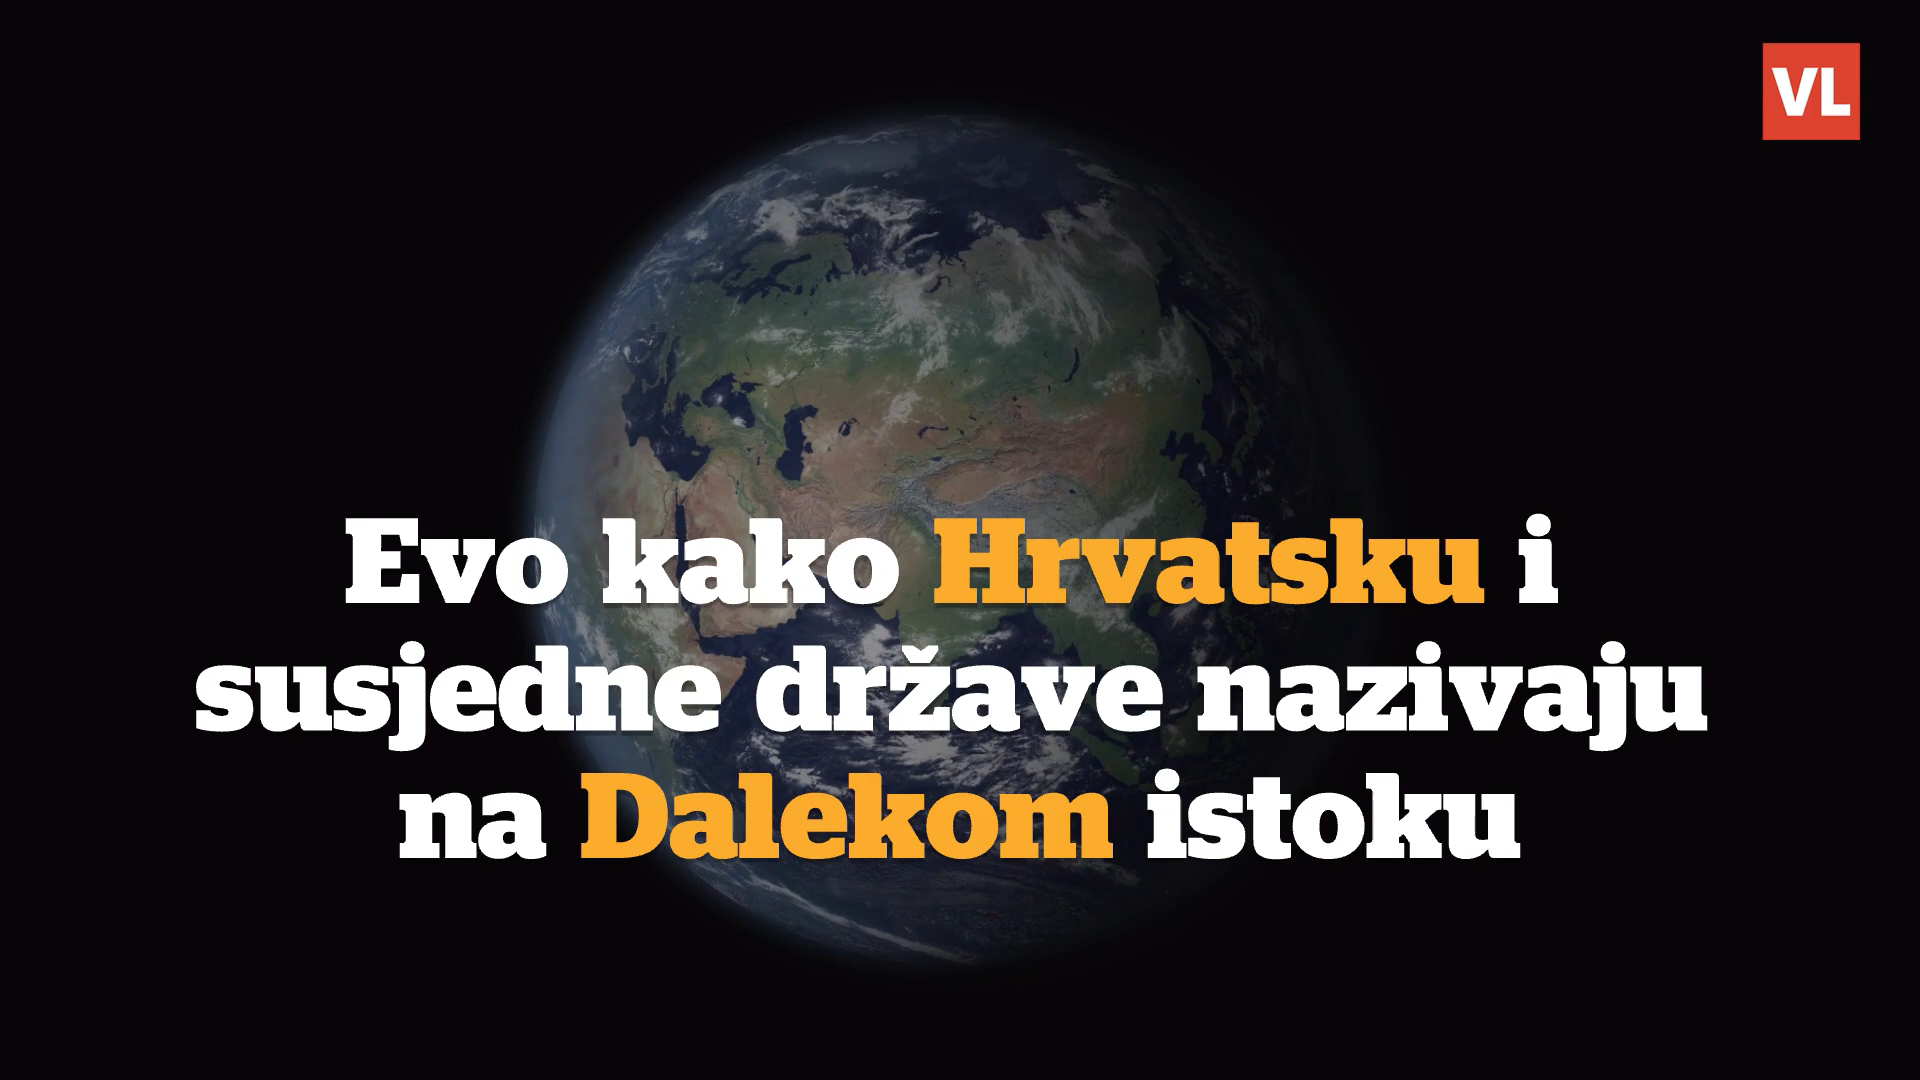 VL
Evo kako Hrvatsku i
susjedne države nazivaju
na Dalekom istoku